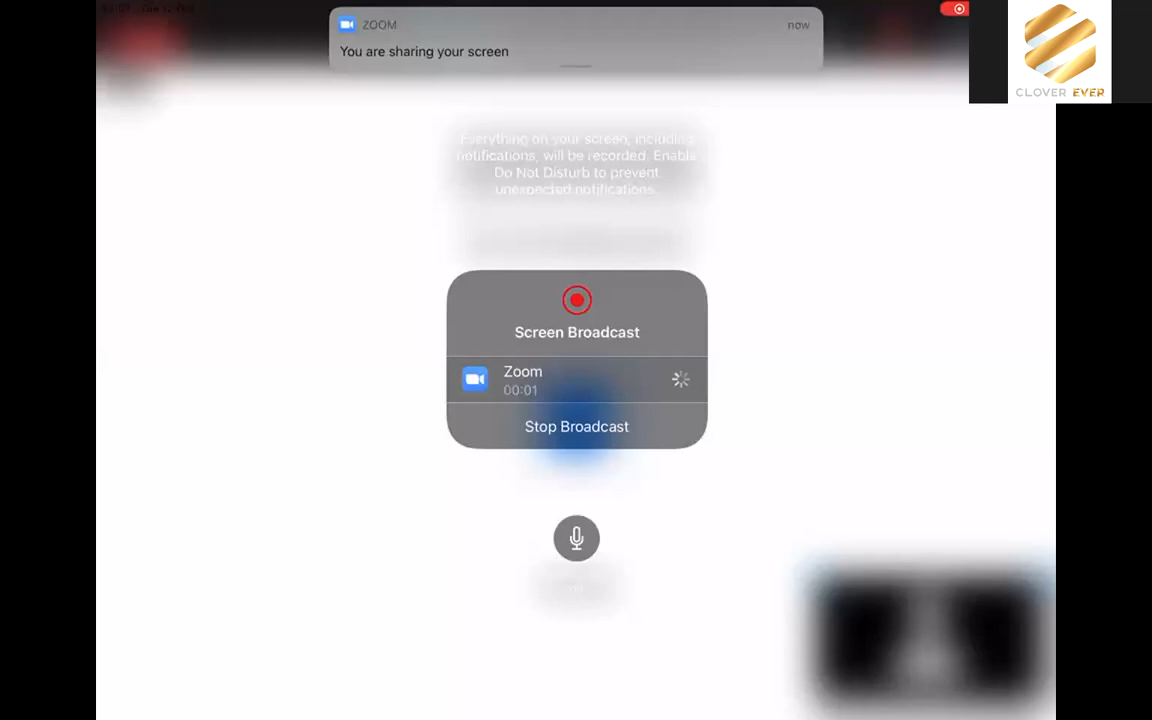 ZOOM
now
You are sharing your screen
CLOVER EVER
Everything on your screen, including
notifications, will be recorded. Enable
Do Not Disturb to prevent
unexpected notifications.
Screen Broadcast
Zoom
00:01
Stop Broadcast